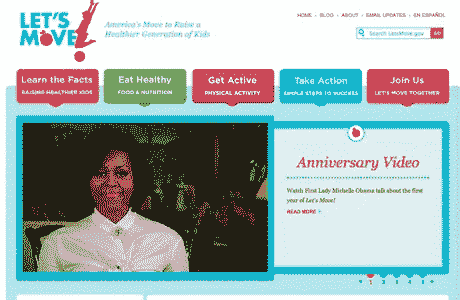 LET'S
MOVE!
America's Move to Raise a
Healthier Generation of Kids
HOME • BLOG • ABOUT • EMAIL UPDATES • EN ESPAÑOL
Search LetsMove.gov
GO
Learn the Facts
RAISING HEALTHIER KIDS
Eat Healthy
FOOD & NUTRITION
Get Active
PHYSICAL ACTIVITY
Take Action
SIMPLE STEPS TO SUCCESS
Join Us
LET'S MOVE TOGETHER
Anniversary Video
Watch First Lady Michelle Obama talk about the first
year of Let's Move!
READ MORE
1 2 3 4 5